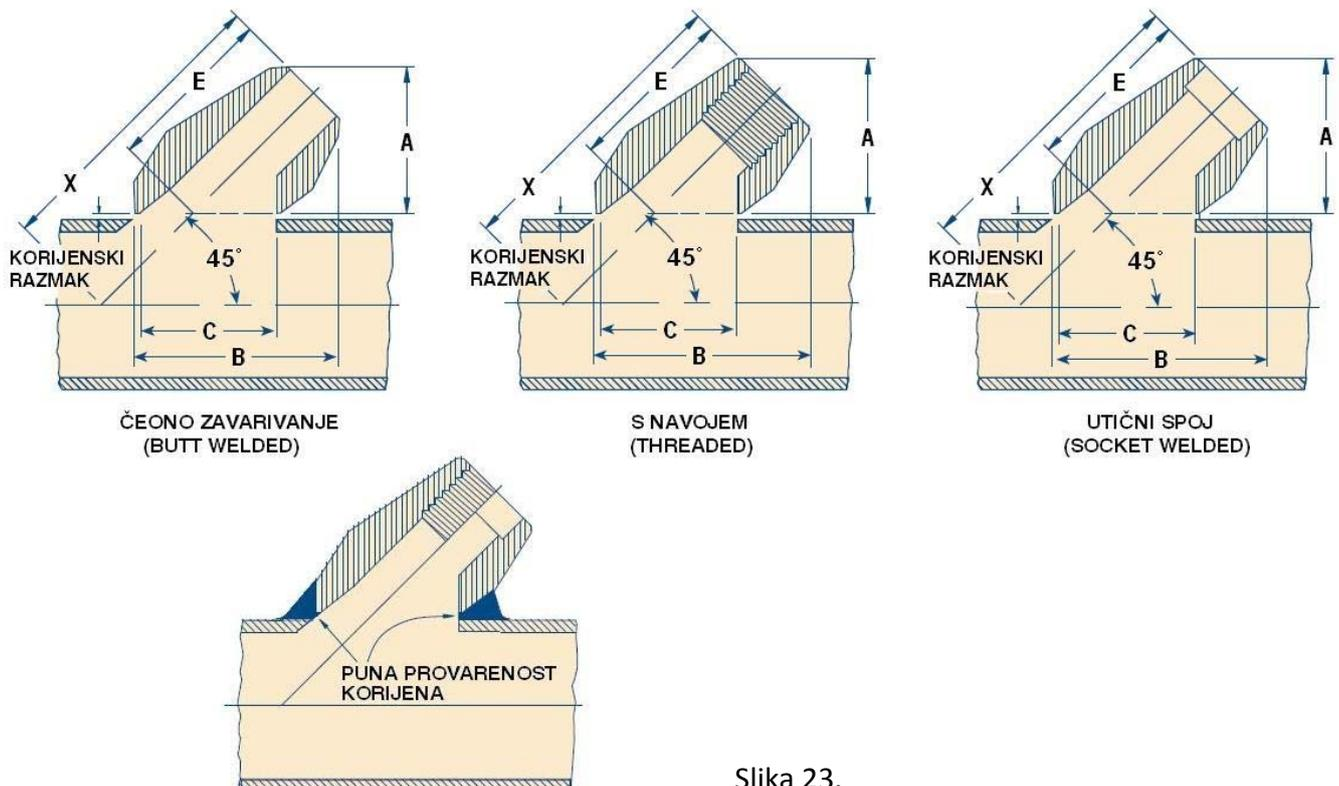 E
A
X
KORIJENSKI
RAZMAK
45°
C
B
ČEONO ZAVARIVANJE
(BUTT WELDED)
E
A
X
KORIJENSKI
RAZMAK
45°
C
B
S NAVOJEM
(THREADED)
E
A
X
KORIJENSKI
RAZMAK
45°
C
B
UTIČNI SPOJ
(SOCKET WELDED)
PUNA PROVARENOST
KORIJENA
Slika 23.